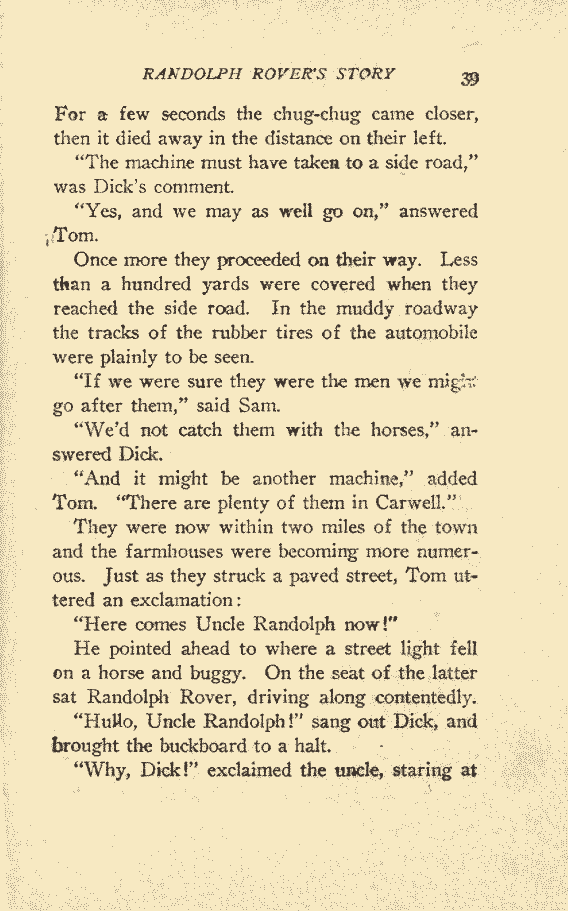 RANDOLPH ROVER'S STORY 39
For a few seconds the chug-chug came closer,
then it died away in the distance on their left.
"The machine must have taken to a side road,"
was Dick's comment.
"Yes, and we may as well go on," answered
Tom.
Once more they proceeded on their way. Less
than a hundred yards were covered when they
reached the side road. In the muddy roadway
the tracks of the rubber tires of the automobile
were plainly to be seen.
"If we were sure they were the men we might
go after them," said Sam.
"We'd not catch them with the horses," an-
swered Dick.
"And it might be another machine," added
Tom. "There are plenty of them in Carwell."
They were now within two miles of the town
and the farmhouses were becoming more numer-
ous. Just as they struck a paved street, Tom ut-
tered an exclamation:
"Here comes Uncle Randolph now!"
He pointed ahead to where a street light fell
on a horse and buggy. On the seat of the latter
sat Randolph Rover, driving along contentedly.
"Hullo, Uncle Randolph!" sang out Dick, and
brought the buckboard to a halt.
"Why, Dick!" exclaimed the uncle, staring at